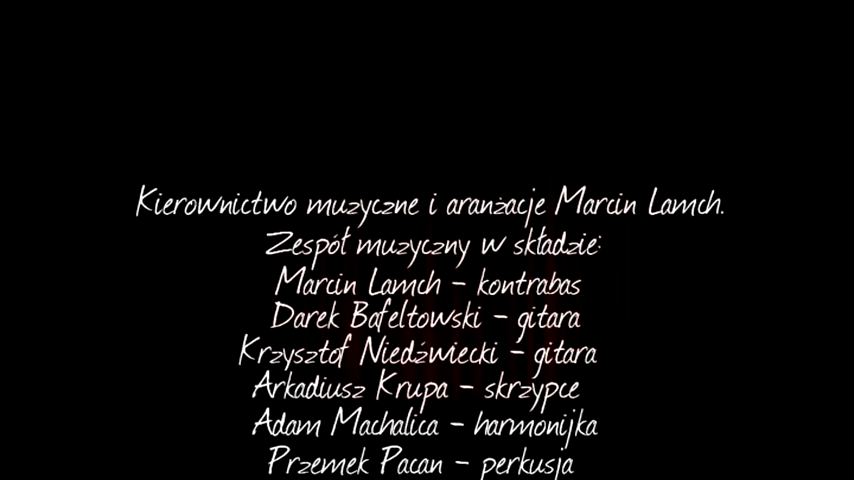 Kierownictwo muzyczne i aranżacje Marcin Lamch.
Zespół muzyczny w składzie:
Marcin Lamch - kontrabas
Darek Bafeltowski - gitara
Krzysztof Niedźwiecki - gitara
Arkadiusz Krupa - skrzypce
Adam Machalica - harmonijka
Przemek Pacan - perkusja